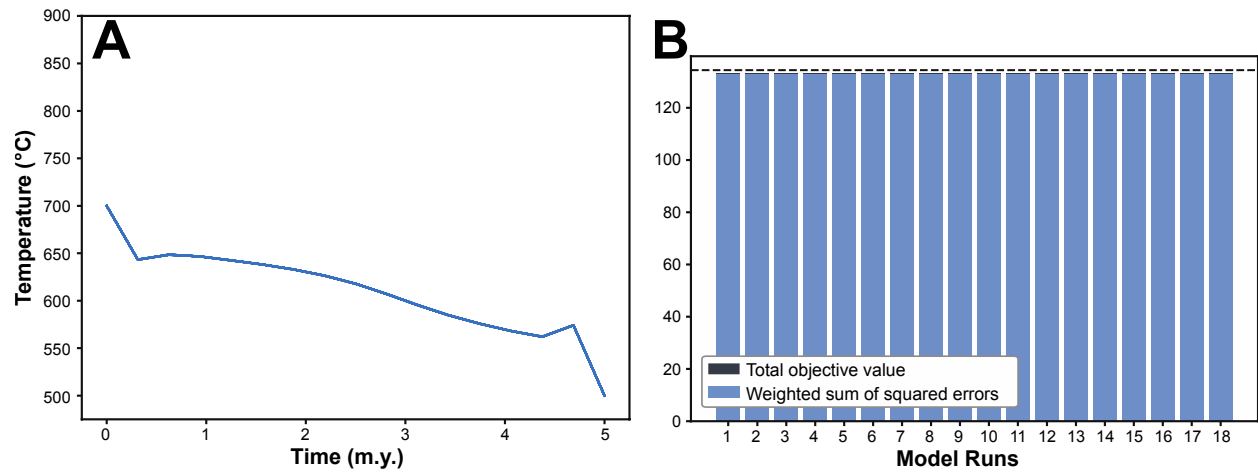 A
900
850
800
750
700
650
600
550
500
Temperature (°C)
0 1 2 3 4 5
Time (m.y.)
B
120
100
80
60
40
20
0
Total objective value
Weighted sum of squared errors
1 2 3 4 5 6 7 8 9 10 11 12 13 14 15 16 17 18
Model Runs